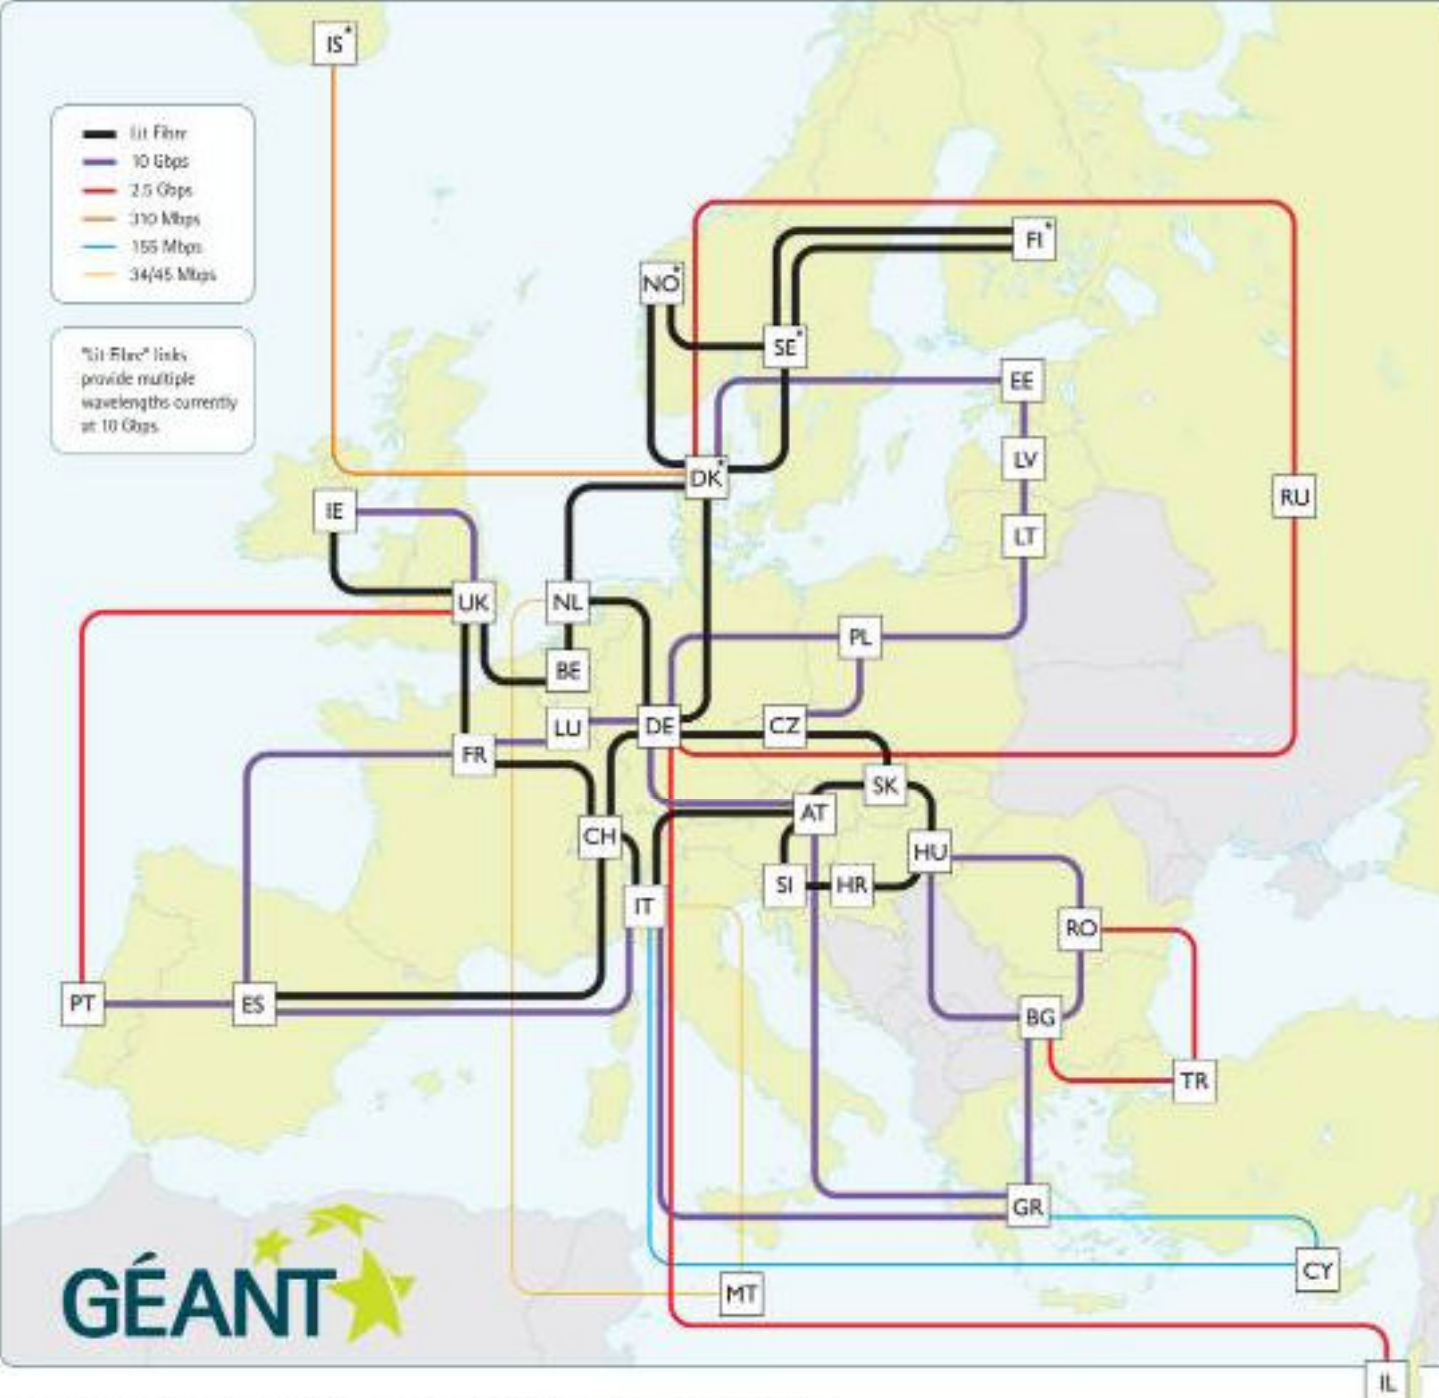 IS*
Lit Fibre
10 Gbps
2.5 Gbps
310 Mbps
155 Mbps
34/45 Mbps
"Lit Fibre" links
provide multiple
wavelengths currently
at 10 Gbps.
FI*
NO*
SE*
EE
LV
DK*
RU
IE
LT
UK
NL
PL
BE
LU
DE
CZ
FR
SK
AT
CH
HU
SI
HR
IT
RO
PT
ES
BG
TR
GR
CY
MT
GÉANT
IL